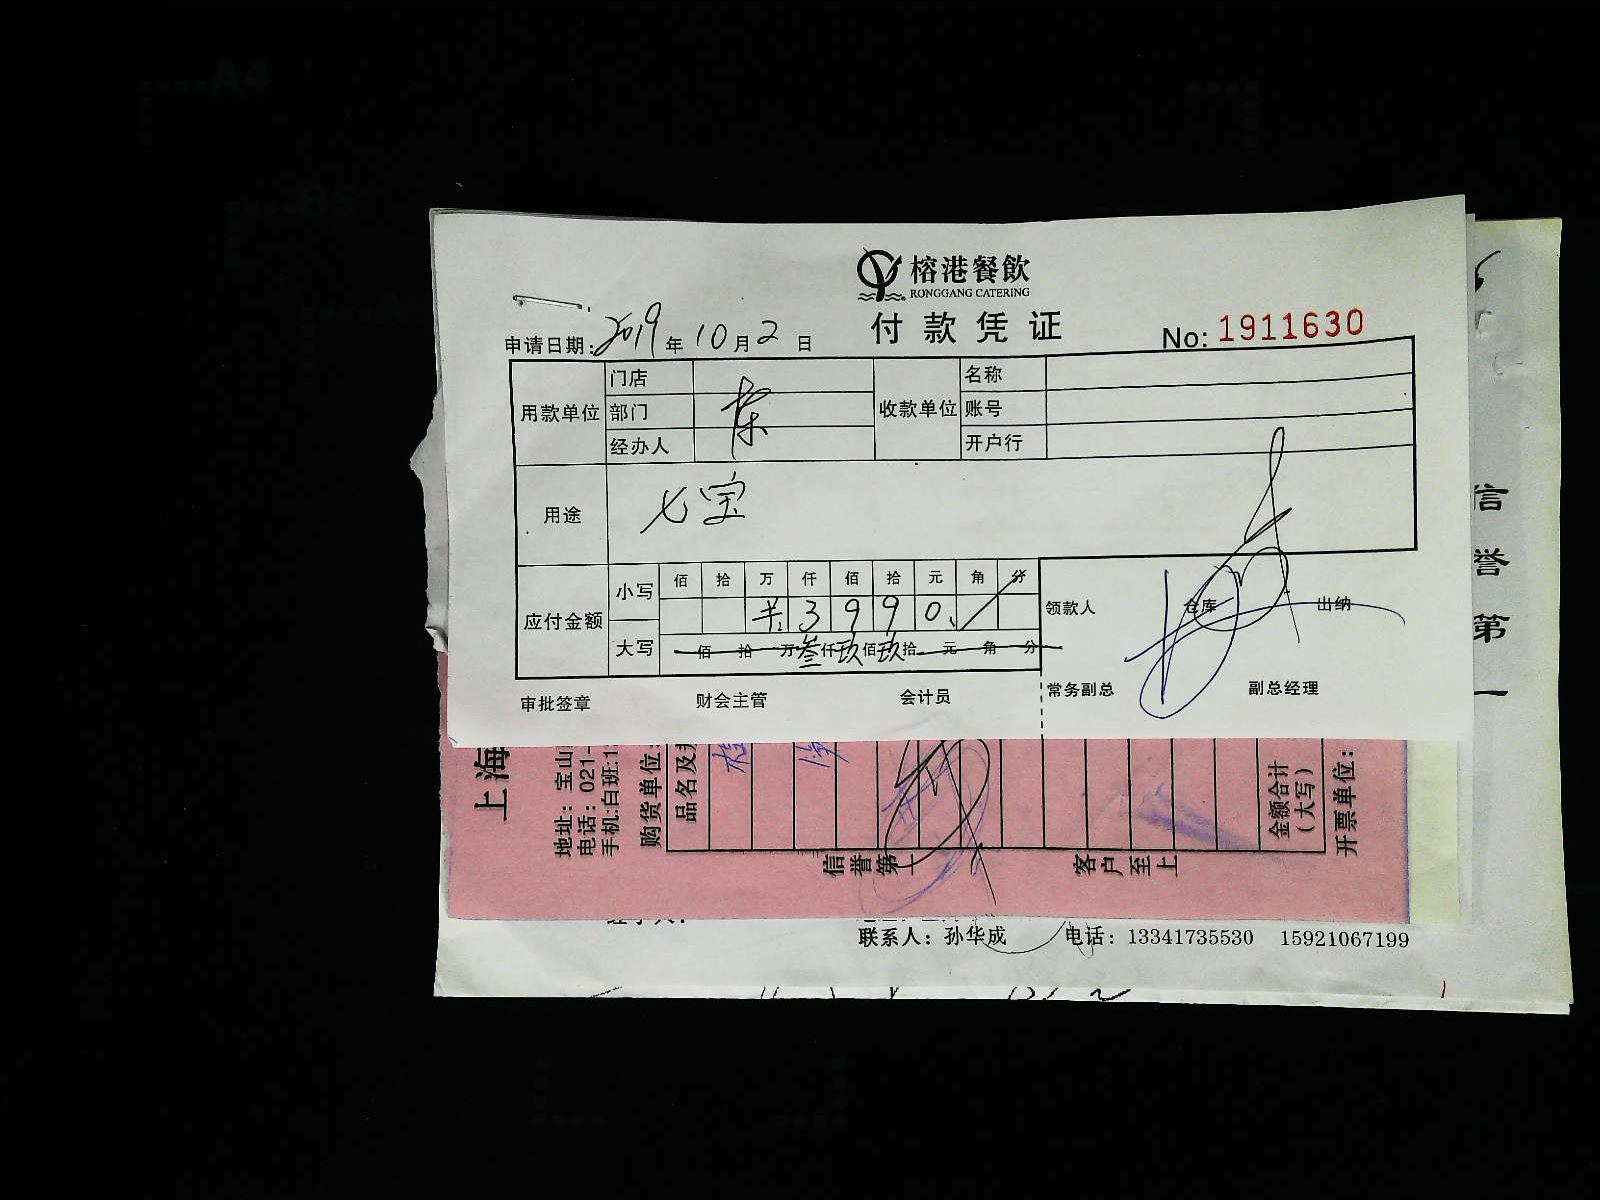 榕港餐飲
RONGGANG CATERING
付款凭证
申请日期: 2019 年 10 月 2 日
No: 1911630
用款单位 门店 收款单位 名称
部门 账号
经办人 开户行
用途 七宝
应付金额 小写 佰 拾 万 仟 佰 拾 元 角 分
3 9 9 0
大写 佰 拾 万 叁 仟 玖 佰 玖 拾 元 角 分
领款人 仓库 出纳
审批签章 财会主管 会计员 常务副总 副总经理
信誉第一
上海
地址: 宝山
电话: 021-
手机:白班:1
购货单位:
品名及
金额合计
(大写)
开票单位:
信誉第一 客户至上
联系人: 孙华成 电话: 13341735530 15921067199